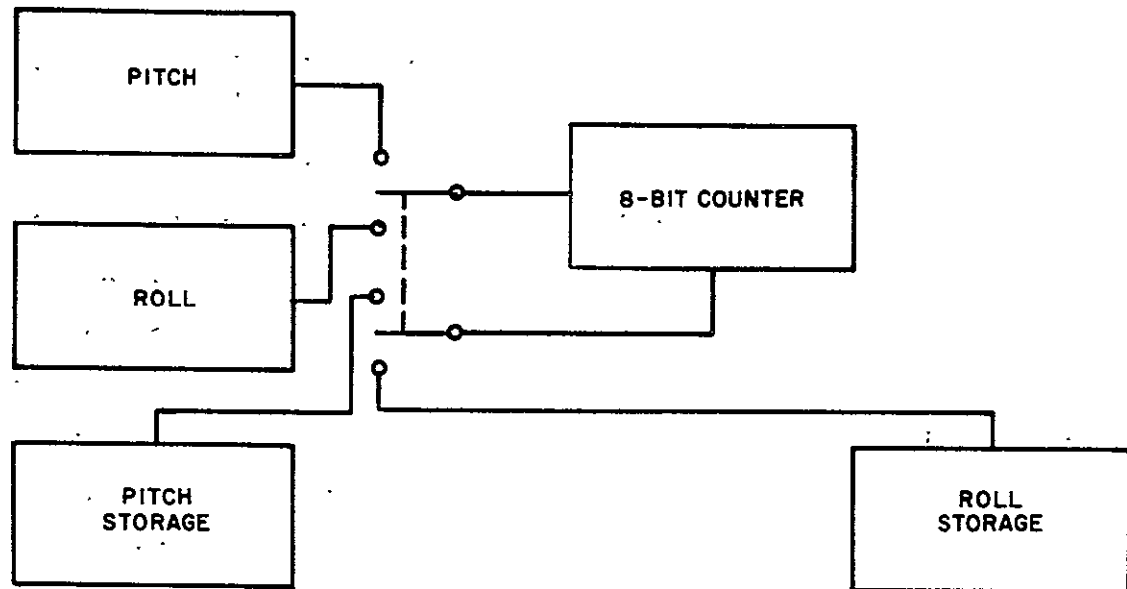 PITCH
8-BIT COUNTER
ROLL
PITCH
STORAGE
ROLL
STORAGE